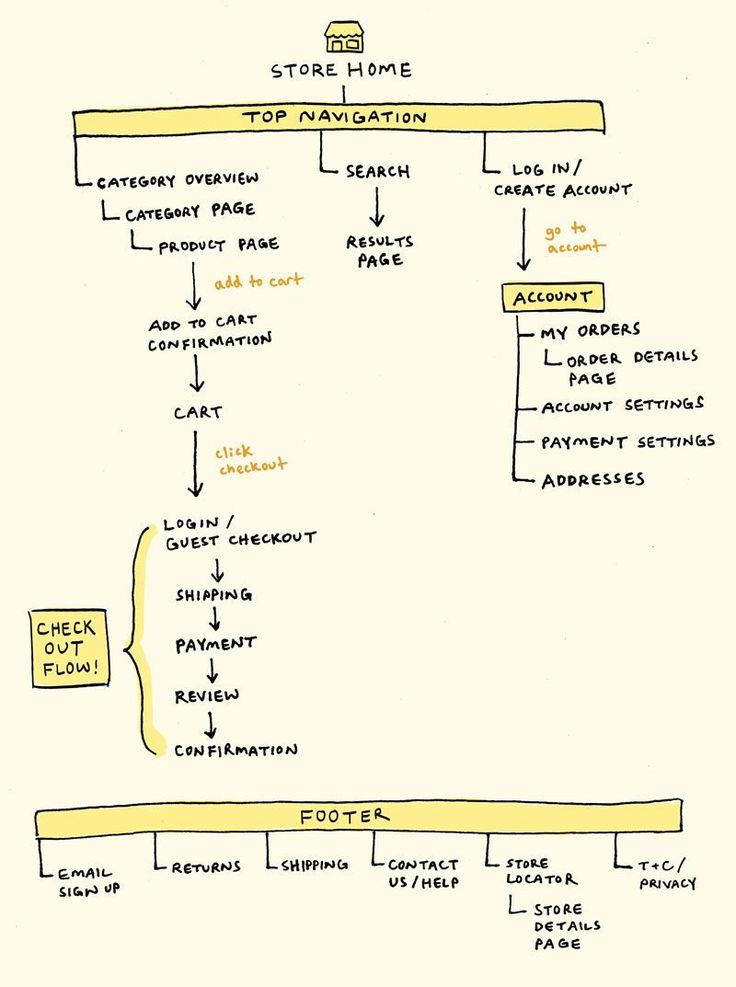 STORE HOME
TOP NAVIGATION
CATEGORY OVERVIEW
CATEGORY PAGE
PRODUCT PAGE
add to cart
ADD TO CART
CONFIRMATION
CART
click
checkout
SEARCH
RESULTS
PAGE
LOG IN/
CREATE ACCOUNT
go to
account
ACCOUNT
MY ORDERS
ORDER DETAILS
PAGE
ACCOUNT SETTINGS
PAYMENT SETTINGS
ADDRESSES
CHECK
OUT
FLOW!
LOGIN/
GUEST CHECKOUT
SHIPPING
PAYMENT
REVIEW
CONFIRMATION
FOOTER
EMAIL
SIGN UP
RETURNS
SHIPPING
CONTACT
US/HELP
STORE
LOCATOR
STORE
DETAILS
PAGE
T+C/
PRIVACY